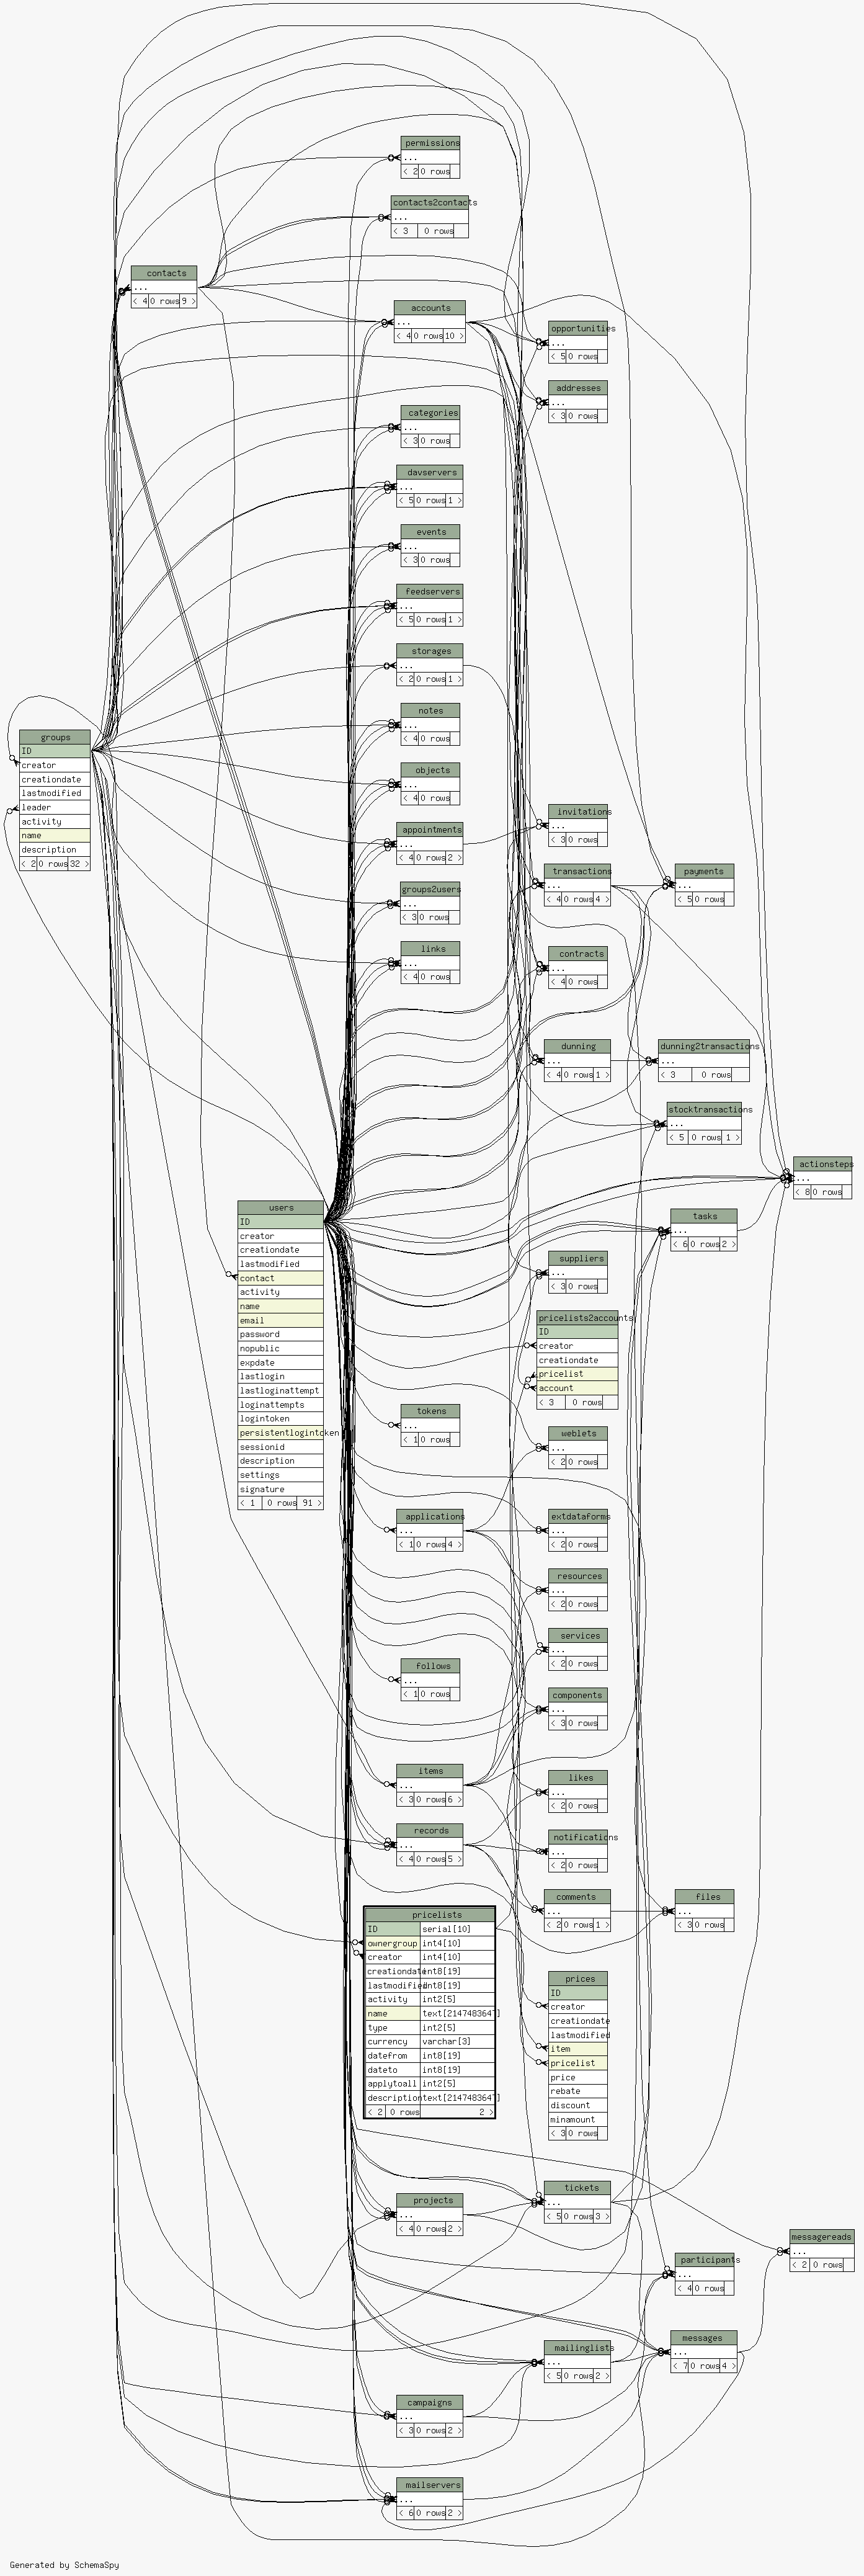 permissions
...
< 2 0 rows
contacts2contacts
...
< 3 0 rows
contacts
...
< 4 0 rows 9 >
accounts
...
< 4 0 rows 10 >
opportunities
...
< 5 0 rows
addresses
...
< 3 0 rows
categories
...
< 3 0 rows
davservers
...
< 5 0 rows 1 >
events
...
< 3 0 rows
feedservers
...
< 5 0 rows 1 >
storages
...
< 2 0 rows 1 >
notes
...
< 4 0 rows
groups
ID
creator
creationdate
lastmodified
leader
activity
name
description
< 2 0 rows 32 >
objects
...
< 4 0 rows
invitations
...
< 3 0 rows
appointments
...
< 4 0 rows 2 >
transactions
...
< 4 0 rows 4 >
payments
...
< 5 0 rows
groups2users
...
< 3 0 rows
links
...
< 4 0 rows
contracts
...
< 4 0 rows
dunning
...
< 4 0 rows 1 >
dunning2transactions
...
< 3 0 rows
stocktransactions
...
< 5 0 rows 1 >
actionsteps
...
< 8 0 rows
tasks
...
< 6 0 rows 2 >
users
ID
creator
creationdate
lastmodified
contact
activity
name
email
password
nopublic
expdate
lastlogin
lastloginattempt
loginattempts
logintoken
persistentlogintoken
sessionid
description
settings
signature
< 1 0 rows 91 >
suppliers
...
< 3 0 rows
pricelists2accounts
ID
creator
creationdate
pricelist
account
< 3 0 rows
tokens
...
< 1 0 rows
weblets
...
< 2 0 rows
applications
...
< 1 0 rows 4 >
extdataforms
...
< 2 0 rows
resources
...
< 2 0 rows
services
...
< 2 0 rows
follows
...
< 1 0 rows
components
...
< 3 0 rows
items
...
< 3 0 rows 6 >
likes
...
< 2 0 rows
records
...
< 4 0 rows 5 >
notifications
...
< 2 0 rows
comments
...
< 2 0 rows 1 >
files
...
< 3 0 rows
pricelists
ID serial[10]
ownergroup int4[10]
creator int4[10]
creationdate int8[19]
lastmodified int8[19]
activity int2[5]
name text[2147483647]
type int2[5]
currency varchar[3]
datefrom int8[19]
dateto int8[19]
applytoall int2[5]
description text[2147483647]
< 2 0 rows 2 >
prices
ID
creator
creationdate
lastmodified
item
pricelist
price
rebate
discount
minamount
< 3 0 rows
tickets
...
< 5 0 rows 3 >
projects
...
< 4 0 rows 2 >
messagereads
...
< 2 0 rows
participants
...
< 4 0 rows
messages
...
< 7 0 rows 4 >
mailinglists
...
< 5 0 rows 2 >
campaigns
...
< 3 0 rows 2 >
mailservers
...
< 6 0 rows 2 >
Generated by SchemaSpy